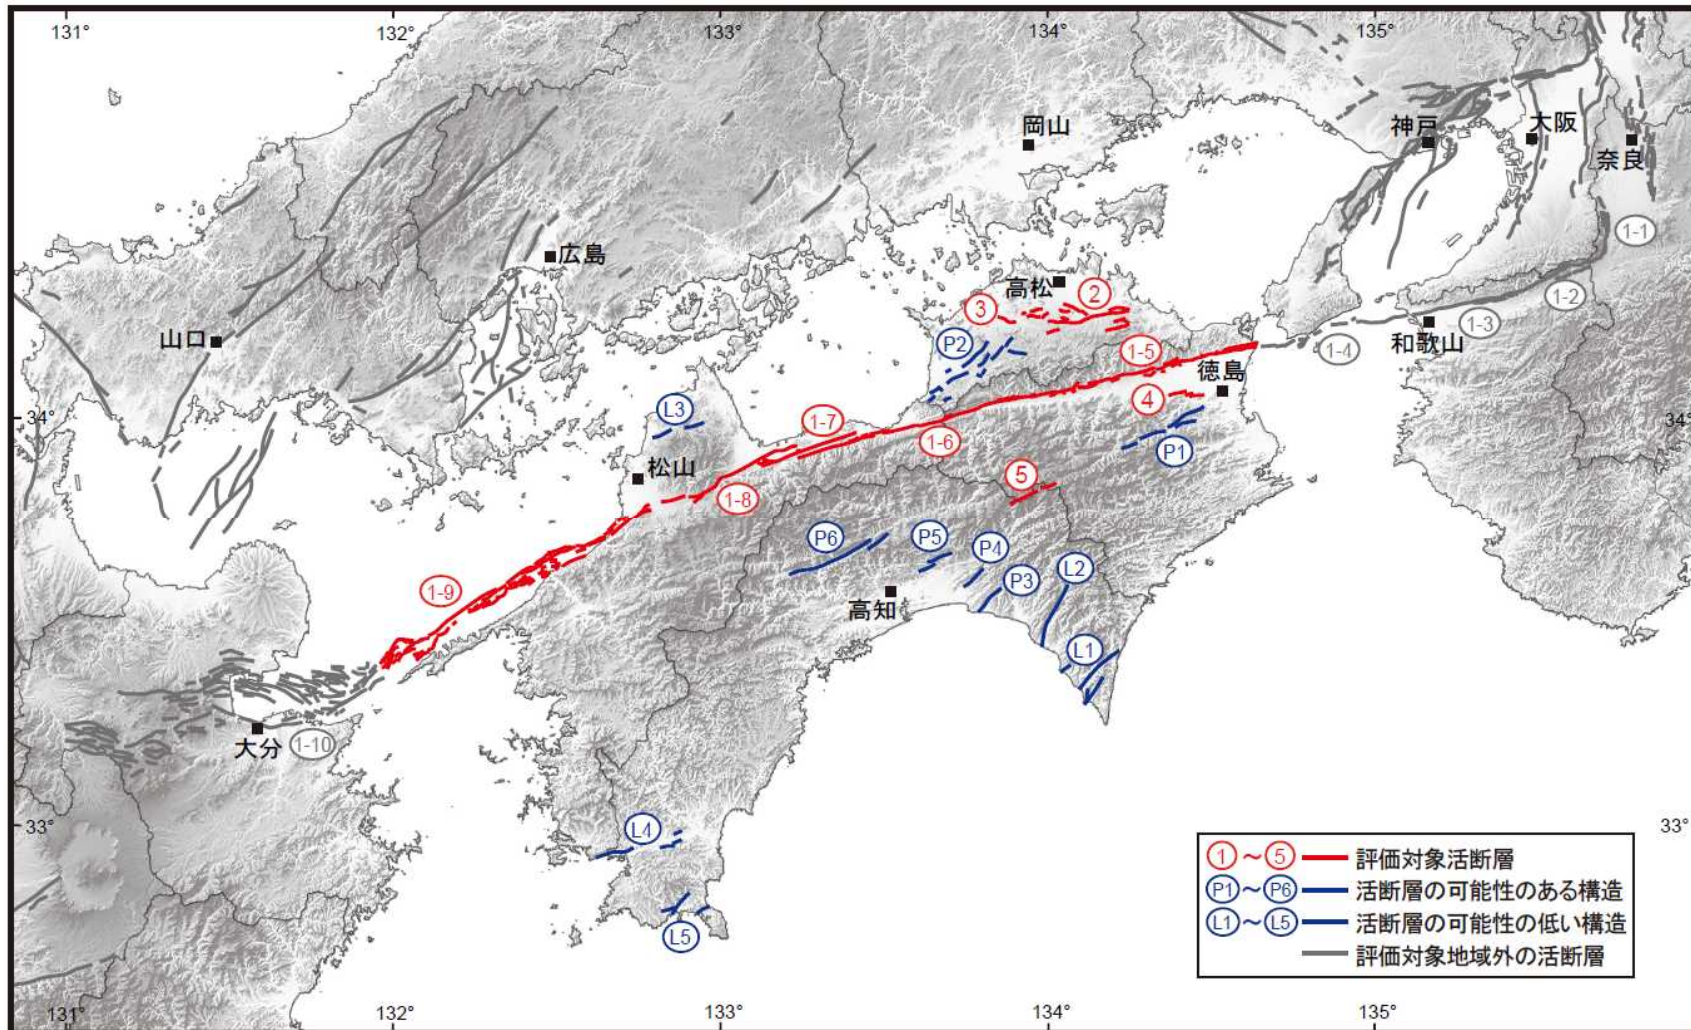 131°
132°
133°
134°
135°
岡山
神戸
大阪
奈良
1-1
広島
高松
2
3
1-2
山口
P2
1-5
1-3
和歌山
1-4
徳島
4
34°
34°
L3
1-7
1-6
P1
松山
5
1-8
P6
P5
P4
L2
P3
1-9
高知
L1
大分
1-10
33°
33°
L4
L5
1～5 評価対象活断層
P1～P6 活断層の可能性のある構造
L1～L5 活断層の可能性の低い構造
評価対象地域外の活断層
131°
132°
133°
134°
135°